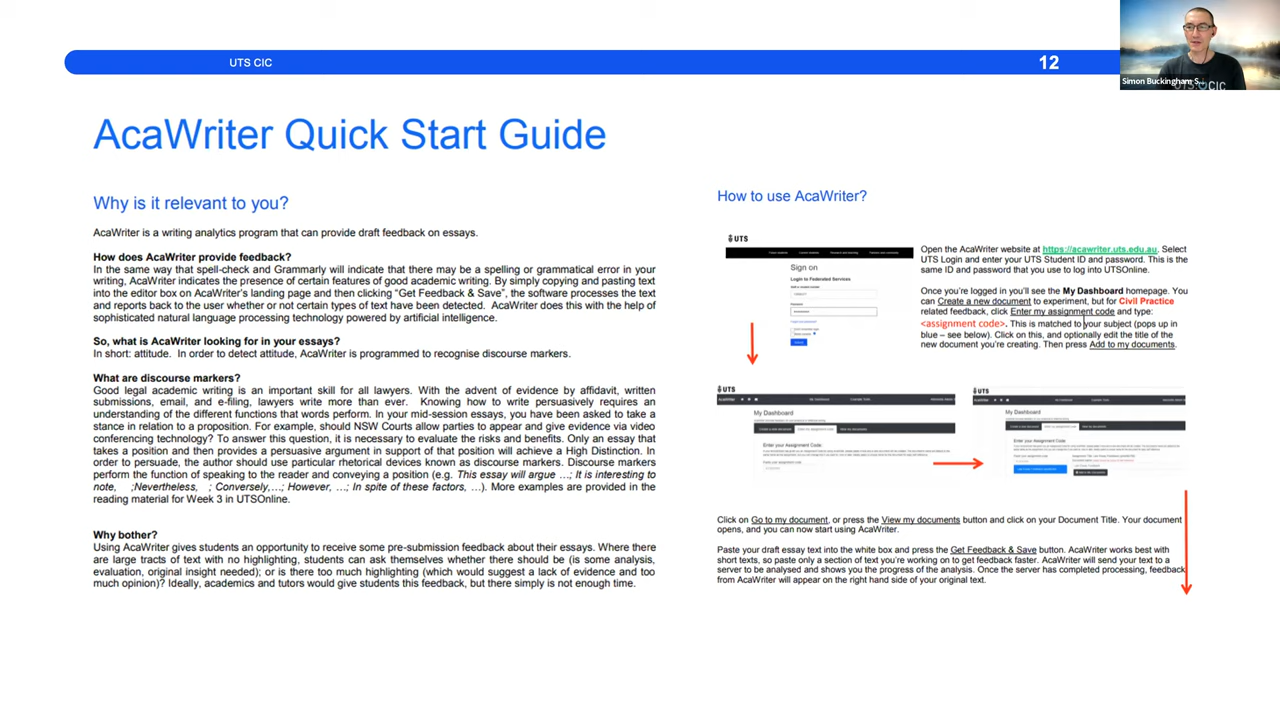 UTS CIC
12
Simon Buckingham S...
UTS:CIC
AcaWriter Quick Start Guide
Why is it relevant to you?
AcaWriter is a writing analytics program that can provide draft feedback on essays.
How does AcaWriter provide feedback?
In the same way that spell-check and Grammarly will indicate that there may be a spelling or grammatical error in your
writing, AcaWriter indicates the presence of certain features of good academic writing. By simply copying and pasting text
into the editor box on AcaWriter's landing page and then clicking "Get Feedback & Save", the software processes the text
and reports back to the user whether or not certain types of text have been detected. AcaWriter does this with the help of
sophisticated natural language processing technology powered by artificial intelligence.
So, what is AcaWriter looking for in your essays?
In short: attitude. In order to detect attitude, AcaWriter is programmed to recognise discourse markers.
What are discourse markers?
Good legal academic writing is an important skill for all lawyers. With the advent of evidence by affidavit, written
submissions, email, and e-filing, lawyers write more than ever. Knowing how to write persuasively requires an
understanding of the different functions that words perform. In your mid-session essays, you have been asked to take a
stance in relation to a proposition. For example, should NSW Courts allow parties to appear and give evidence via video
conferencing technology? To answer this question, it is necessary to evaluate the risks and benefits. Only an essay that
takes a position and then provides a persuasive argument in support of that position will achieve a High Distinction. In
order to persuade, the author should use particular rhetorical devices known as discourse markers. Discourse markers
perform the function of speaking to the reader and conveying a position (e.g. This essay will argue ...; It is interesting to
note, ;Nevertheless, ; Conversely,...; However, ...; In spite of these factors, ...). More examples are provided in the
reading material for Week 3 in UTSOnline.
Why bother?
Using AcaWriter gives students an opportunity to receive some pre-submission feedback about their essays. Where there
are large tracts of text with no highlighting, students can ask themselves whether there should be (is some analysis,
evaluation, original insight needed); or is there too much highlighting (which would suggest a lack of evidence and too
much opinion)? Ideally, academics and tutors would give students this feedback, but there simply is not enough time.
How to use AcaWriter?
UTS
Sign on
Login to Federated Services
Open the AcaWriter website at https://acawriter.uts.edu.au. Select
UTS Login and enter your UTS Student ID and password. This is the
same ID and password that you use to log into UTSOnline.
Once you're logged in you'll see the My Dashboard homepage. You
can Create a new document to experiment, but for Civil Practice
related feedback, click Enter my assignment code and type:
<assignment code>. This is matched to your subject (pops up in
blue – see below). Click on this, and optionally edit the title of the
new document you're creating. Then press Add to my documents.
UTS
AcaWriter
My Dashboard
Enter your Assignment Code:
UTS
AcaWriter
My Dashboard
Enter your Assignment Code:
Click on Go to my document, or press the View my documents button and click on your Document Title. Your document
opens, and you can now start using AcaWriter.
Paste your draft essay text into the white box and press the Get Feedback & Save button. AcaWriter works best with
short texts, so paste only a section of text you're working on to get feedback faster. AcaWriter will send your text to a
server to be analysed and shows you the progress of the analysis. Once the server has completed processing, feedback
from AcaWriter will appear on the right hand side of your original text.